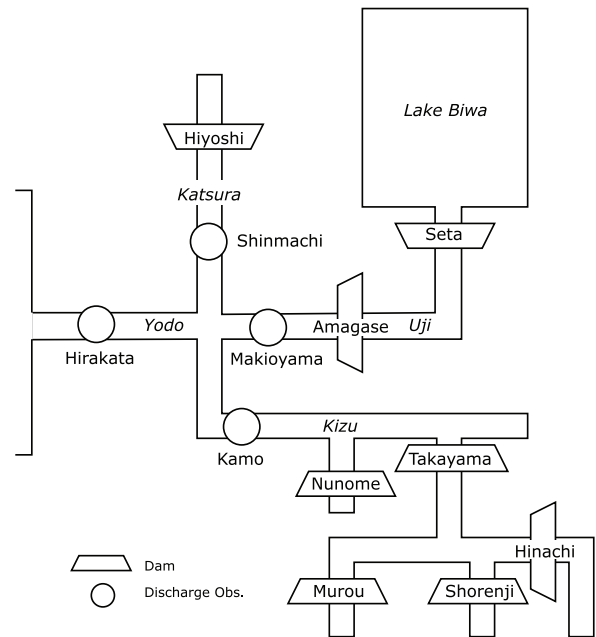 Lake Biwa
Hiyoshi
Katsura
Shinmachi
Seta
Yodo
Amagase
Uji
Hirakata
Makioyama
Kizu
Kamo
Takayama
Nunome
Hinachi
Dam
Murou
Shorenji
Discharge Obs.